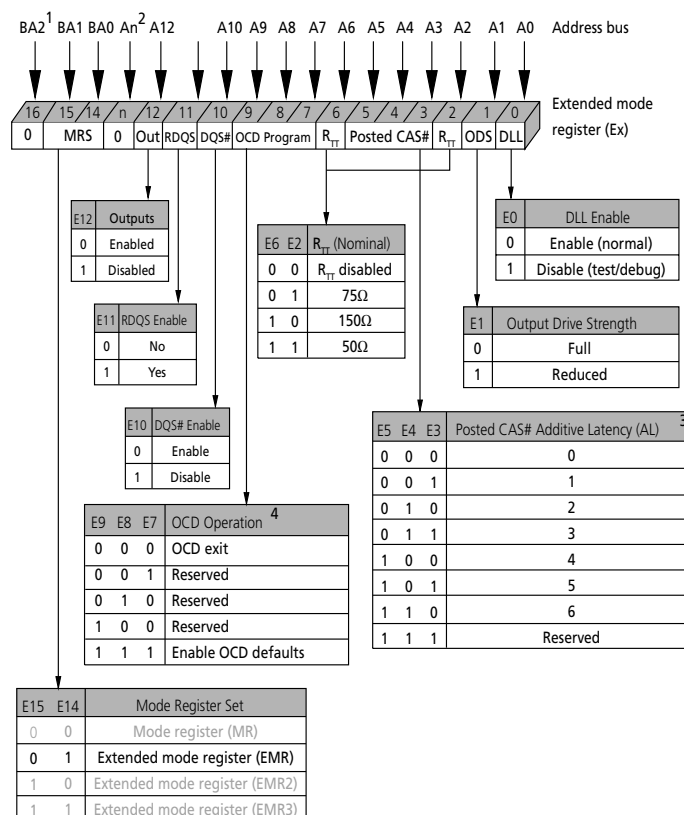 BA2 1 BA1 BA0 An 2 A12 A10 A9 A8 A7 A6 A5 A4 A3 A2 A1 A0 Address bus
16 15 14 n 12 11 10 9 8 7 6 5 4 3 2 1 0
0 MRS 0 Out RDQS DQS# OCD Program RTT Posted CAS# RTT ODS DLL
Extended mode
register (Ex)
E12 Outputs
0 Enabled
1 Disabled
E11 RDQS Enable
0 No
1 Yes
E10 DQS# Enable
0 Enable
1 Disable
E6 E2 RTT (Nominal)
0 0 RTT disabled
0 1 75Ω
1 0 150Ω
1 1 50Ω
E0 DLL Enable
0 Enable (normal)
1 Disable (test/debug)
E1 Output Drive Strength
0 Full
1 Reduced
E5 E4 E3 Posted CAS# Additive Latency (AL) 3
0 0 0 0
0 0 1 1
0 1 0 2
0 1 1 3
1 0 0 4
1 0 1 5
1 1 0 6
1 1 1 Reserved
E9 E8 E7 OCD Operation 4
0 0 0 OCD exit
0 0 1 Reserved
0 1 0 Reserved
1 0 0 Reserved
1 1 1 Enable OCD defaults
E15 E14 Mode Register Set
0 0 Mode register (MR)
0 1 Extended mode register (EMR)
1 0 Extended mode register (EMR2)
1 1 Extended mode register (EMR3)